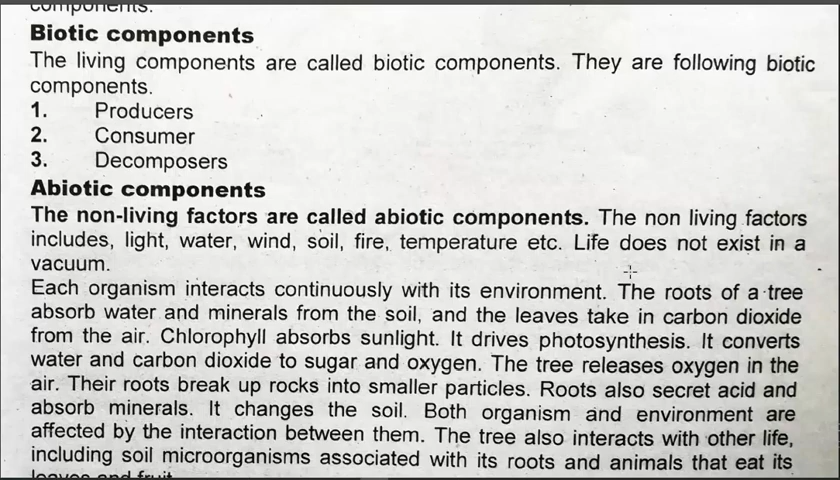 components.
Biotic components
The living components are called biotic components. They are following biotic
components.
1. Producers
2. Consumer
3. Decomposers
Abiotic components
The non-living factors are called abiotic components. The non living factors
includes, light, water, wind, soil, fire, temperature etc. Life does not exist in a
vacuum.
Each organism interacts continuously with its environment. The roots of a tree
absorb water and minerals from the soil, and the leaves take in carbon dioxide
from the air. Chlorophyll absorbs sunlight. It drives photosynthesis. It converts
water and carbon dioxide to sugar and oxygen. The tree releases oxygen in the
air. Their roots break up rocks into smaller particles. Roots also secret acid and
absorb minerals. It changes the soil. Both organism and environment are
affected by the interaction between them. The tree also interacts with other life,
including soil microorganisms associated with its roots and animals that eat its
leaves and fruit.